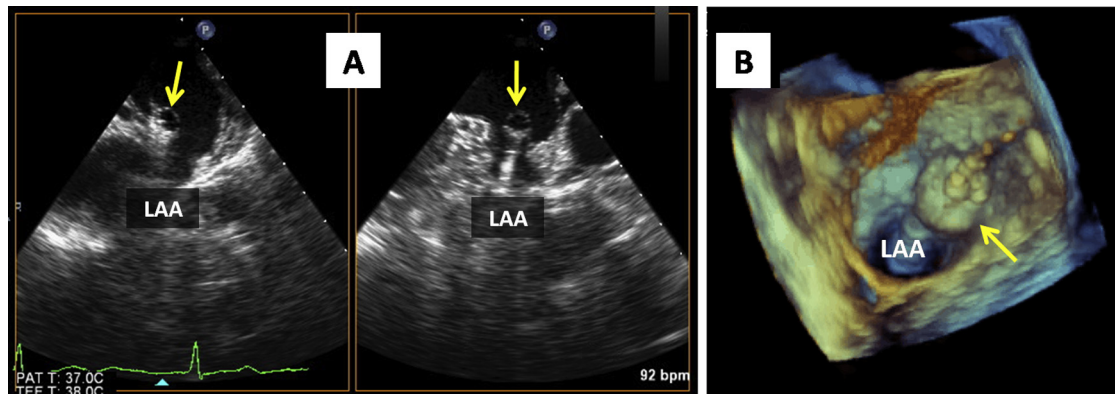 P
A
P
B
LAA
LAA
LAA
PAT T: 37.0C
TEE T: 38.0C
92 bpm